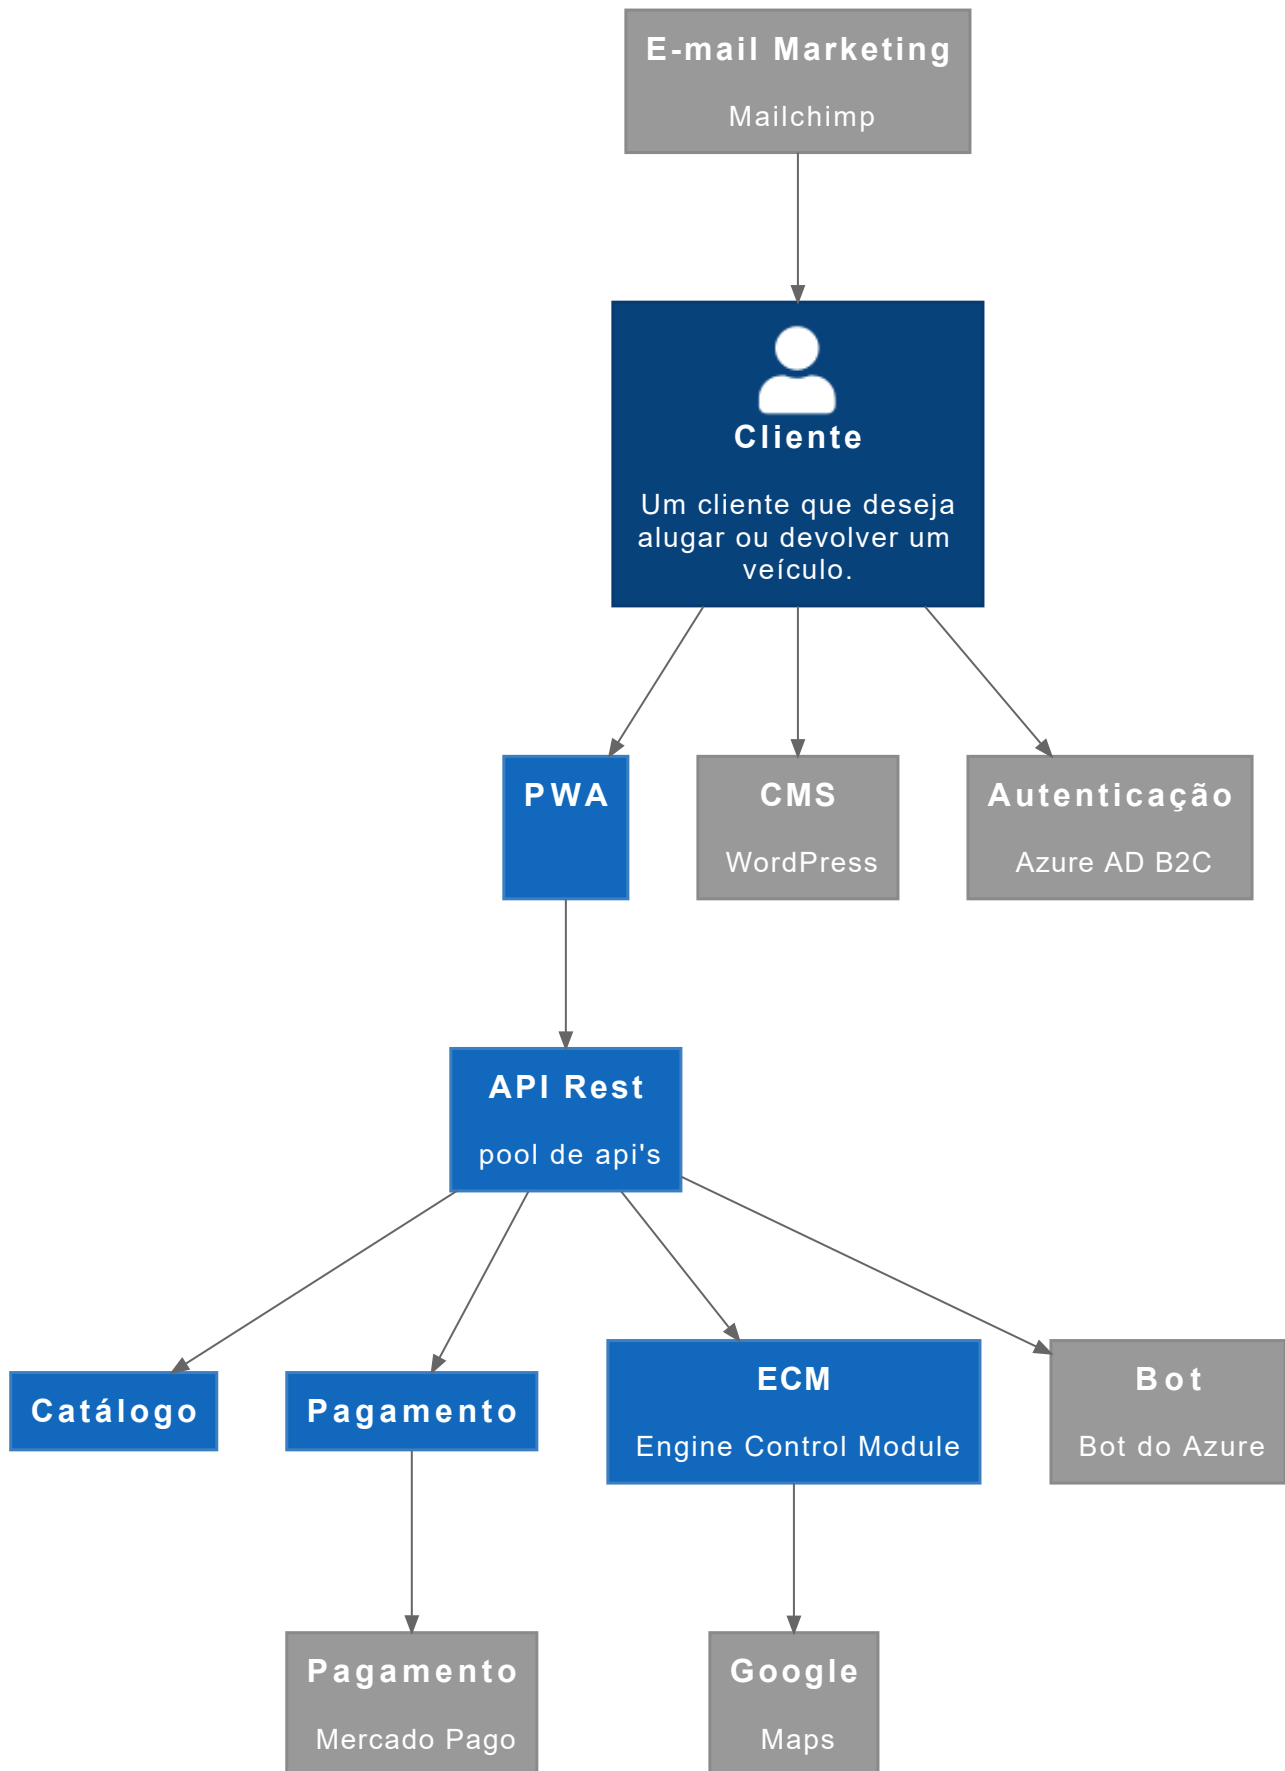 E-mail Marketing
Mailchimp
Cliente
Um cliente que deseja
alugar ou devolver um
veículo.
PWA
CMS
WordPress
Autenticação
Azure AD B2C
API Rest
pool de api's
Catálogo
Pagamento
ECM
Engine Control Module
Bot
Bot do Azure
Pagamento
Mercado Pago
Google
Maps